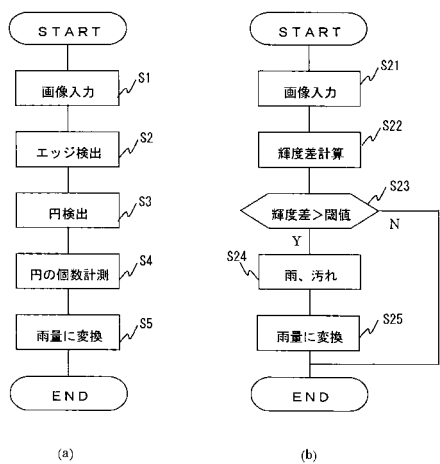 START
S1
画像入力
S2
エッジ検出
S3
円検出
S4
円の個数計測
S5
雨量に変換
END
(a)
START
S21
画像入力
S22
輝度差計算
S23
輝度差>閾値
N
Y
S24
雨、汚れ
S25
雨量に変換
END
(b)